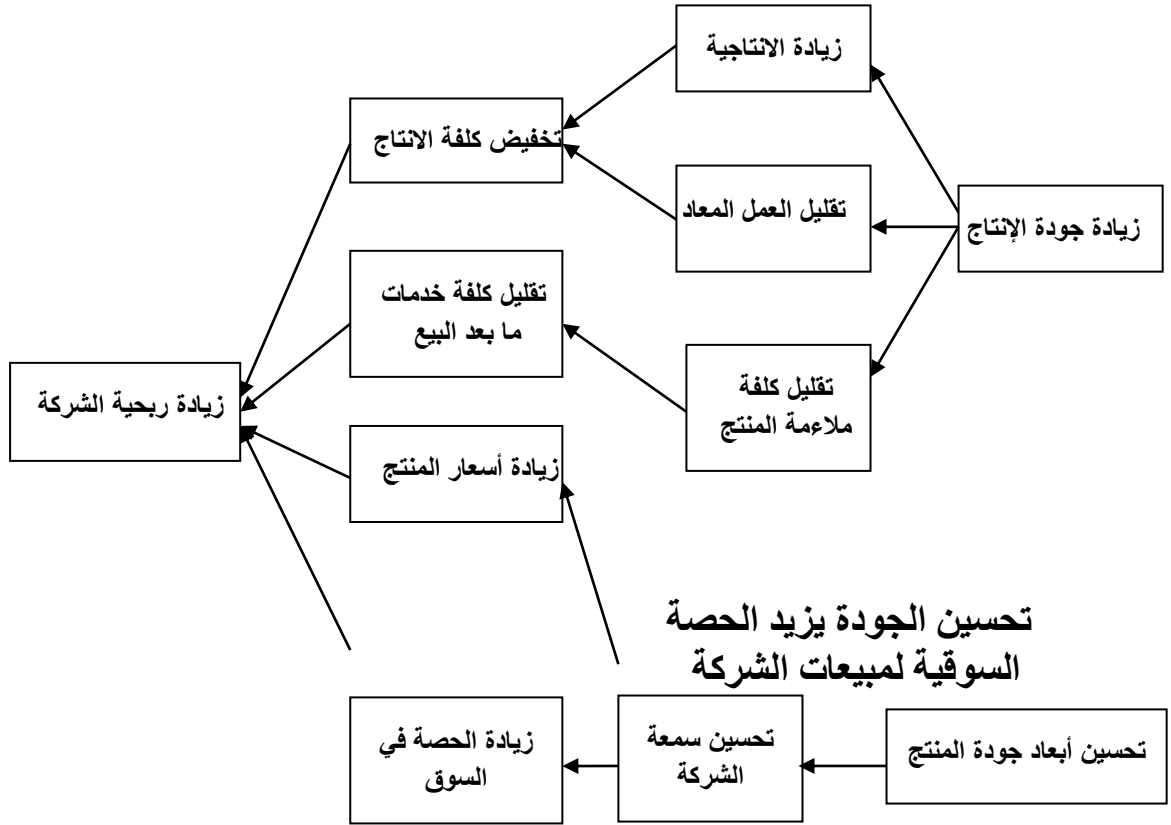 زيادة الانتاجية
تخفيض كلفة الانتاج
تقليل العمل المعاد
زيادة جودة الإنتاج
تقليل كلفة خدمات
ما بعد البيع
تقليل كلفة
ملاءمة المنتج
زيادة ربحية الشركة
زيادة أسعار المنتج
تحسين الجودة يزيد الحصة
السوقية لمبيعات الشركة
تحسين أبعاد جودة المنتج
تحسين سمعة
الشركة
زيادة الحصة في
السوق